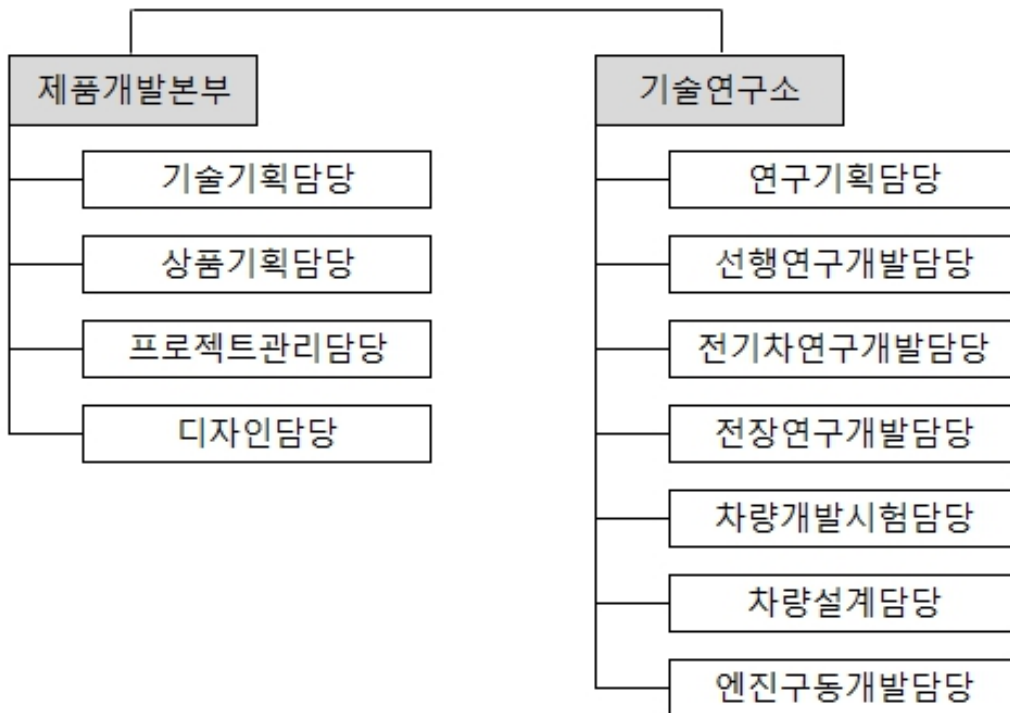 제품개발본부
기술기획담당
상품기획담당
프로젝트관리담당
디자인담당
기술연구소
연구기획담당
선행연구개발담당
전기차연구개발담당
전장연구개발담당
차량개발시험담당
차량설계담당
엔진구동개발담당